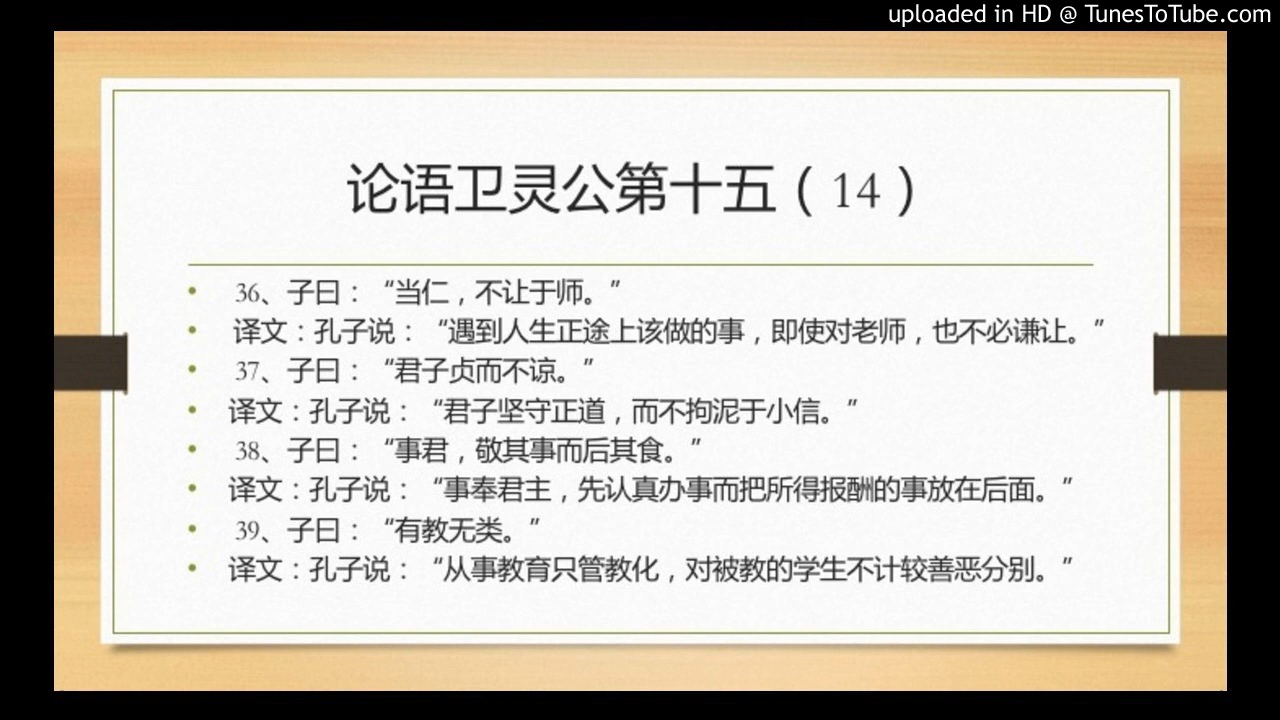 uploaded in HD @ TunesToTube.com
论语卫灵公第十五（14）
• 36、子曰：“当仁，不让于师。”
• 译文：孔子说：“遇到人生正途上该做的事，即使对老师，也不必谦让。”
• 37、子曰：“君子贞而不谅。”
• 译文：孔子说：“君子坚守正道，而不拘泥于小信。”
• 38、子曰：“事君，敬其事而后其食。”
• 译文：孔子说：“事奉君主，先认真办事而把所得报酬的事放在后面。”
• 39、子曰：“有教无类。”
• 译文：孔子说：“从事教育只管教化，对被教的学生不计较善恶分别。”